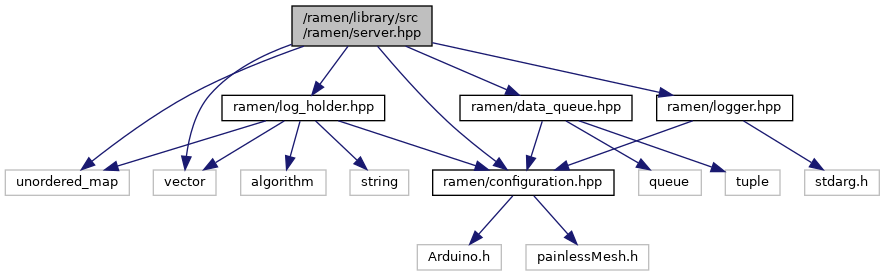 /ramen/library/src
/ramen/server.hpp
ramen/log_holder.hpp
ramen/data_queue.hpp
ramen/logger.hpp
unordered_map
vector
algorithm
string
ramen/configuration.hpp
queue
tuple
stdarg.h
Arduino.h
painlessMesh.h